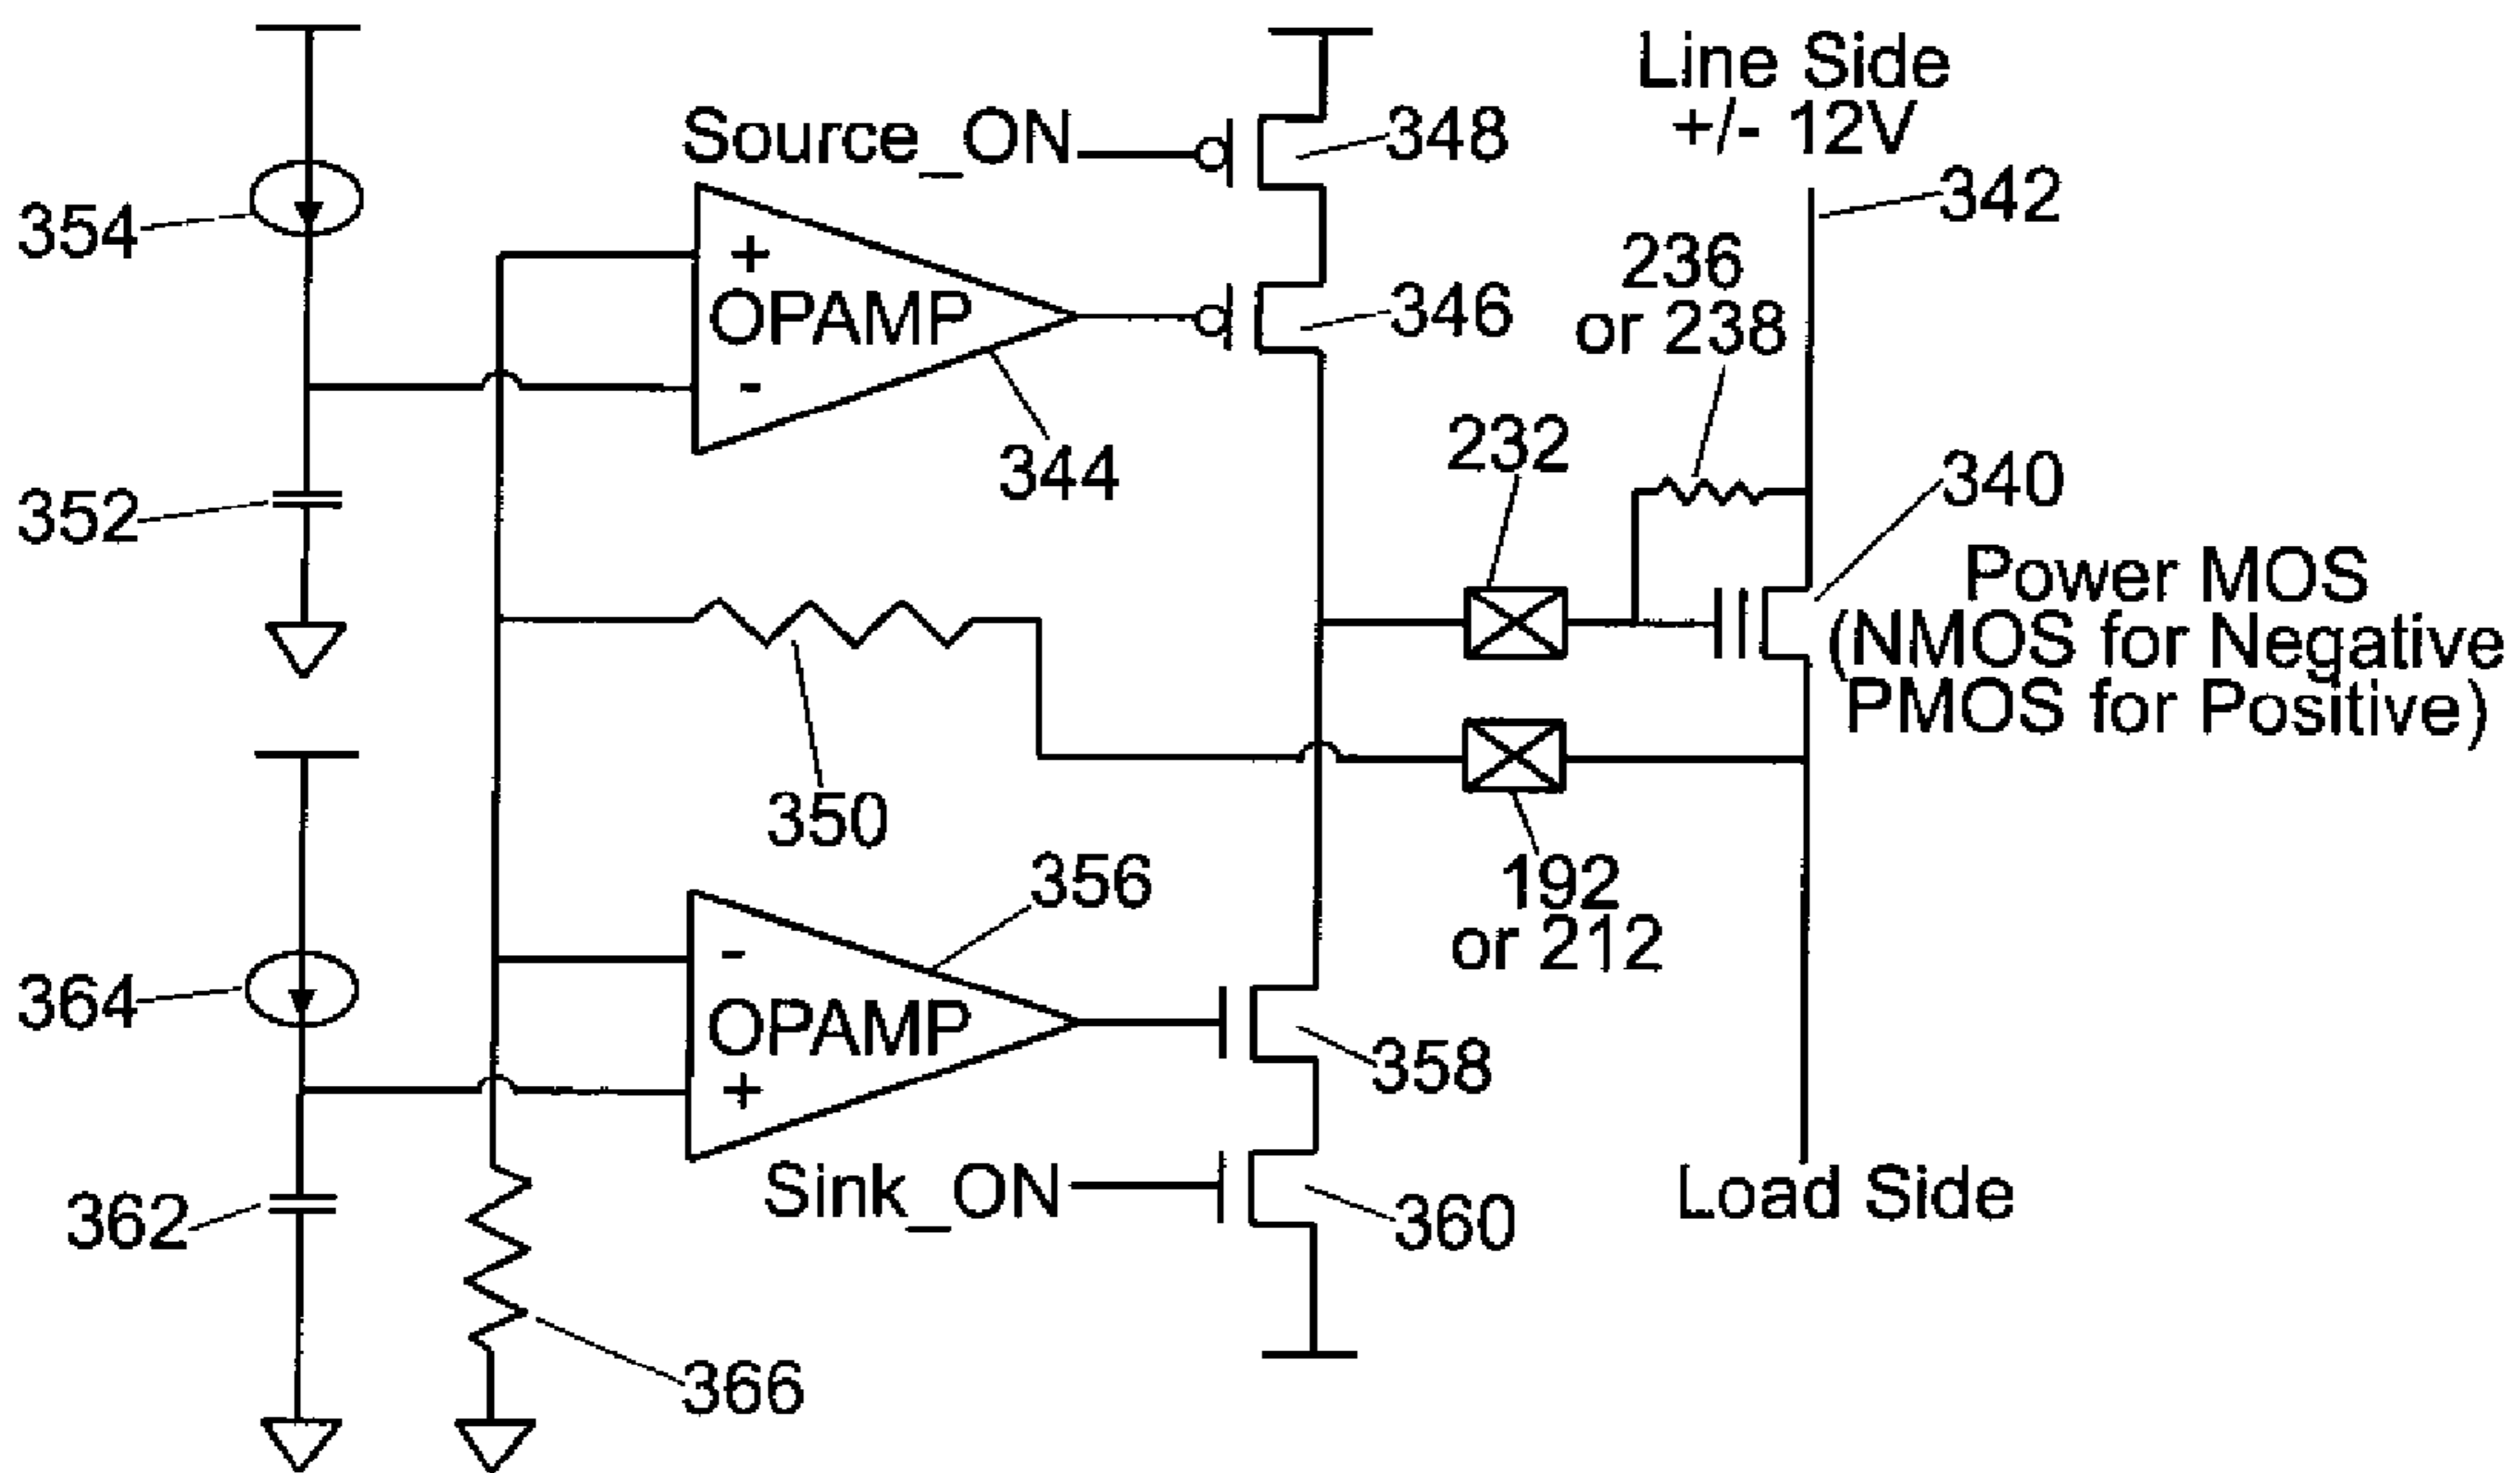 Line Side
+/- 12V
Source_ON
348
342
354
+
OPAMP
-
346
236
or 238
344
232
352
340
Power MOS
(NMOS for Negative
PMOS for Positive)
350
356
192
or 212
364
-
OPAMP
+
358
362
Sink_ON
360
Load Side
366